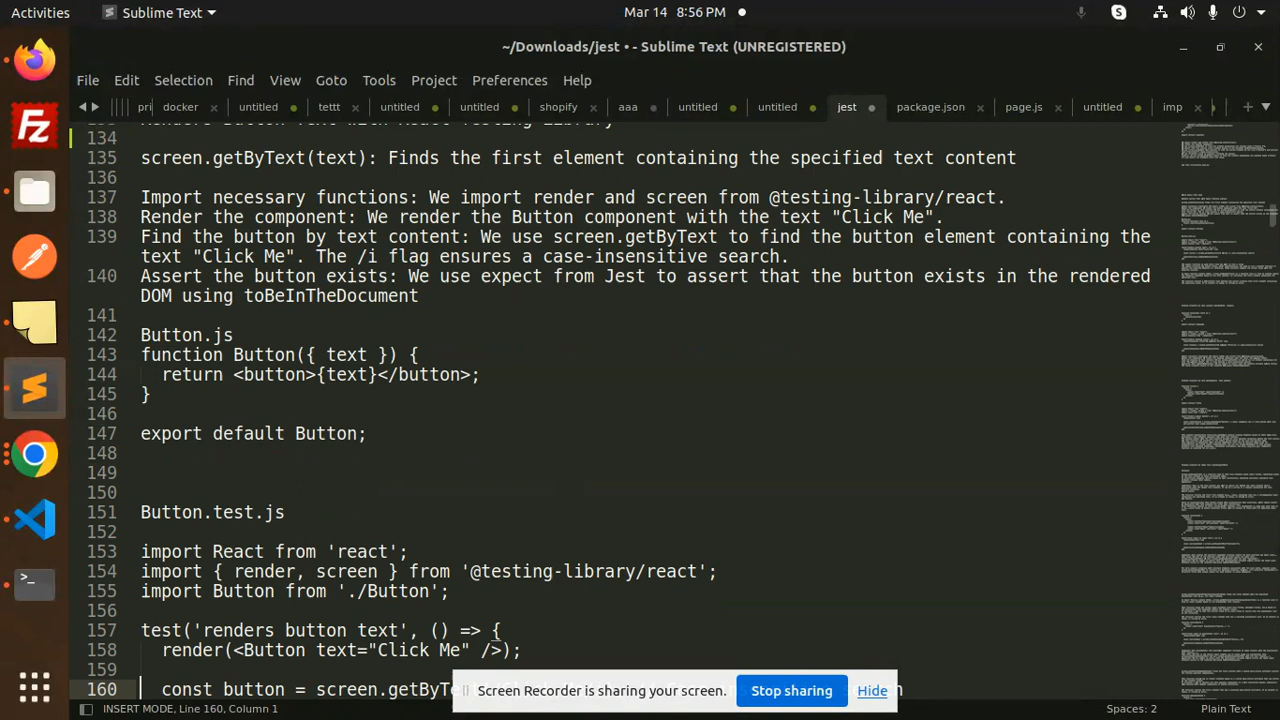 Activities
Sublime Text
Mar 14 8:56 PM
~/Downloads/jest • - Sublime Text (UNREGISTERED)
File Edit Selection Find View Goto Tools Project Preferences Help
pri docker untitled tettt untitled untitled shopify aaa untitled untitled jest package.json page.js untitled imp
133 Renders Button Text with React Testing Library
134
135 screen.getByText(text): Finds the first element containing the specified text content
136
137 Import necessary functions: We import render and screen from @testing-library/react.
138 Render the component: We render the Button component with the text "Click Me".
139 Find the button by text content: We use screen.getByText to find the button element containing the
text "Click Me". The /i flag ensures a case-insensitive search.
140 Assert the button exists: We use expect from Jest to assert that the button exists in the rendered
DOM using toBeInTheDocument
141
142 Button.js
143 function Button({ text }) {
144 return <button>{text}</button>;
145 }
146
147 export default Button;
148
149
150
151 Button.test.js
152
153 import React from 'react';
154 import { render, screen } from '@testing-library/react';
155 import Button from './Button';
156
157 test('renders button text', () => {
158 render(<Button text="Click Me" />);
159
160 const button = screen.getByTe
Screen Recorder is sharing your screen.
Stop sharing
Hide
INSERT MODE, Line 160, Column 1
Spaces: 2
Plain Text